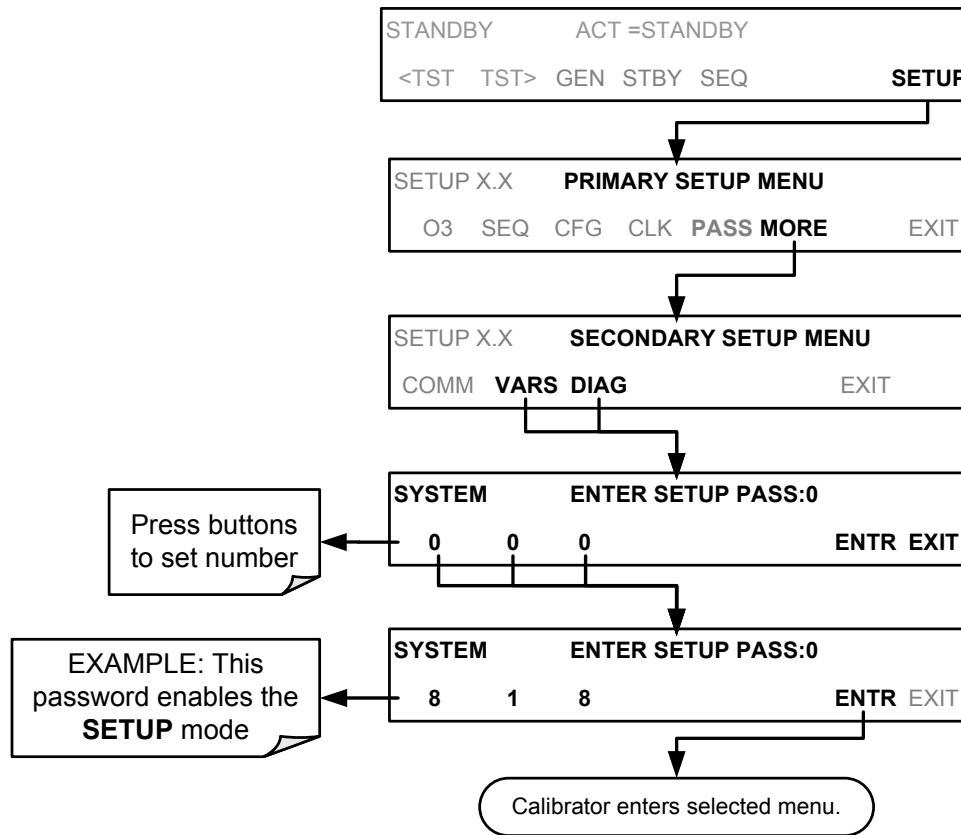 STANDBY ACT =STANDBY
<TST TST> GEN STBY SEQ SETUP
SETUP X.X PRIMARY SETUP MENU
O3 SEQ CFG CLK PASS MORE EXIT
SETUP X.X SECONDARY SETUP MENU
COMM VARS DIAG EXIT
SYSTEM ENTER SETUP PASS:0
0 0 0 ENTR EXIT
Press buttons
to set number
SYSTEM ENTER SETUP PASS:0
8 1 8 ENTR EXIT
EXAMPLE: This
password enables the
SETUP mode
Calibrator enters selected menu.